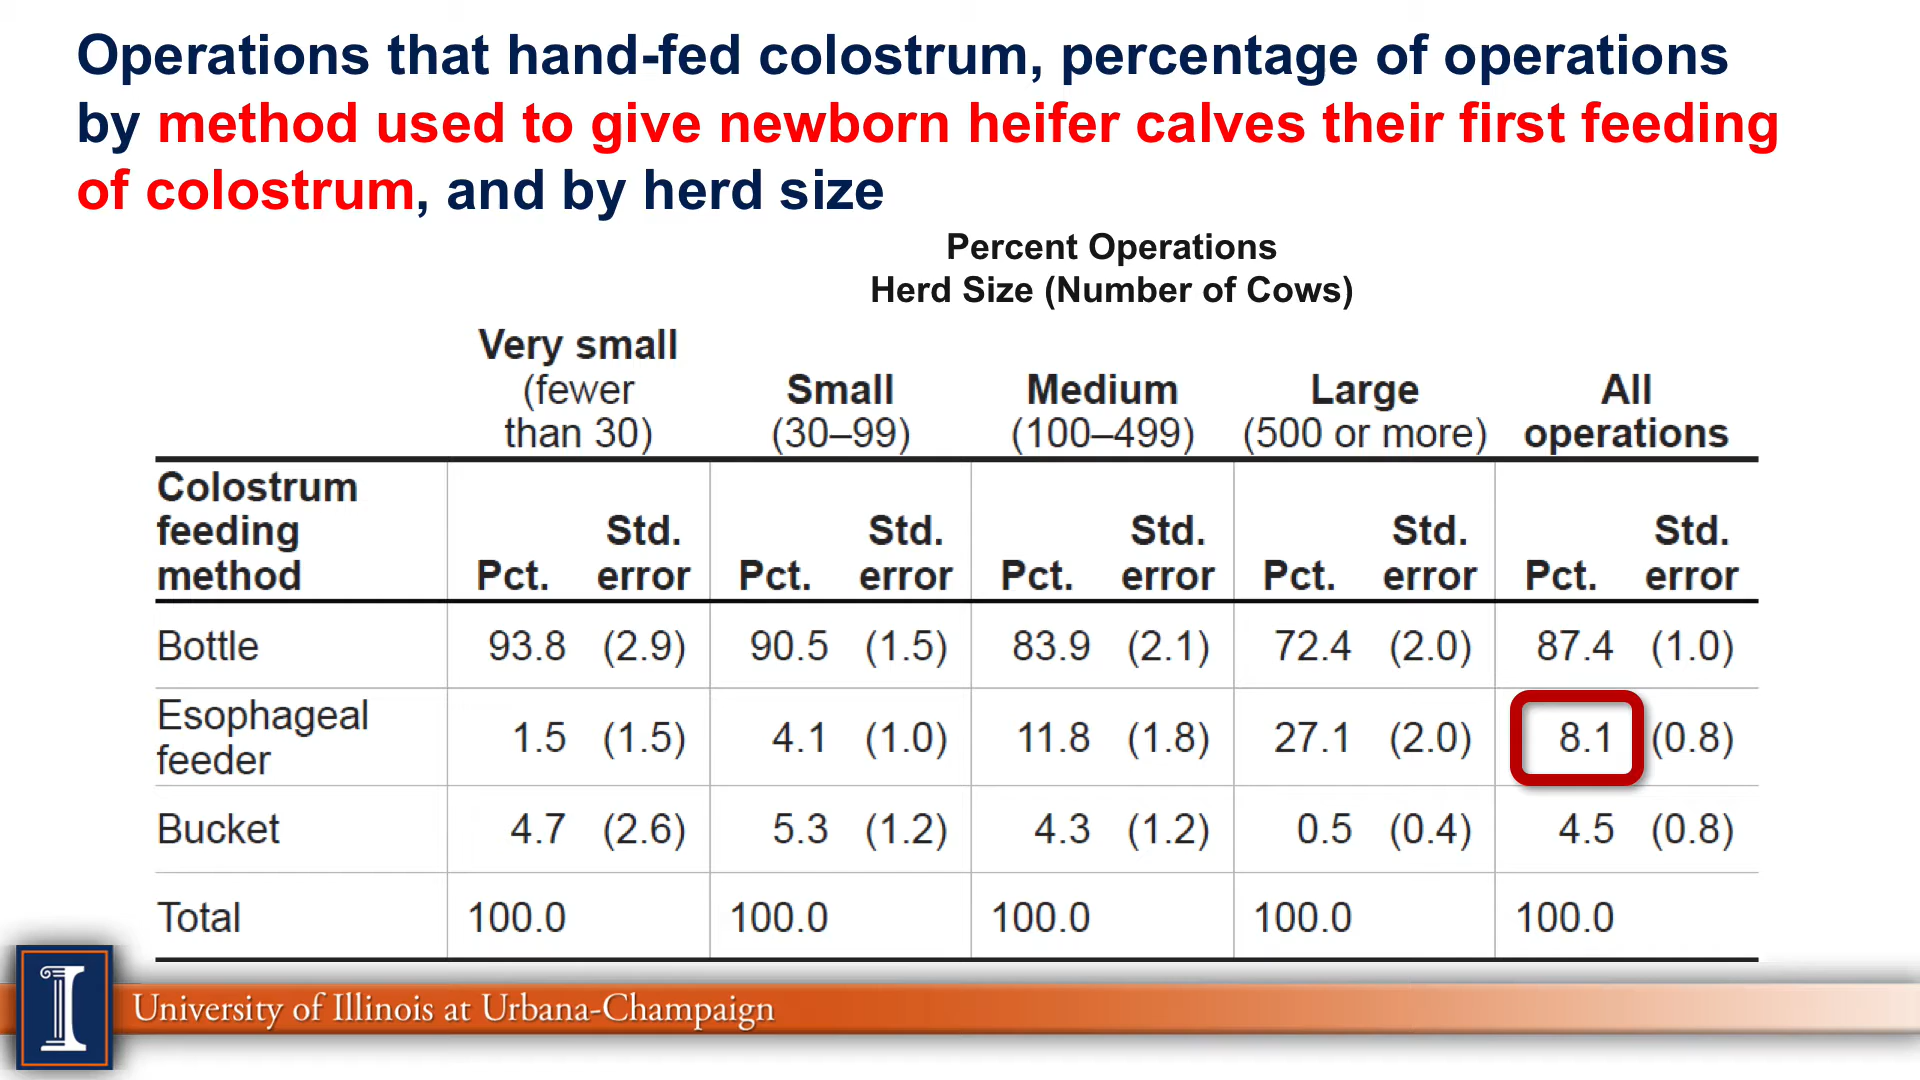 Operations that hand-fed colostrum, percentage of operations
by method used to give newborn heifer calves their first feeding
of colostrum, and by herd size
Percent Operations
Herd Size (Number of Cows)
Very small
(fewer
than 30)
Small
(30–99)
Medium
(100–499)
Large
(500 or more)
All
operations
Colostrum
feeding
method
Pct. Std. error Pct. Std. error Pct. Std. error Pct. Std. error Pct. Std. error
Bottle 93.8 (2.9) 90.5 (1.5) 83.9 (2.1) 72.4 (2.0) 87.4 (1.0)
Esophageal
feeder 1.5 (1.5) 4.1 (1.0) 11.8 (1.8) 27.1 (2.0) 8.1 (0.8)
Bucket 4.7 (2.6) 5.3 (1.2) 4.3 (1.2) 0.5 (0.4) 4.5 (0.8)
Total 100.0 100.0 100.0 100.0 100.0
I University of Illinois at Urbana-Champaign